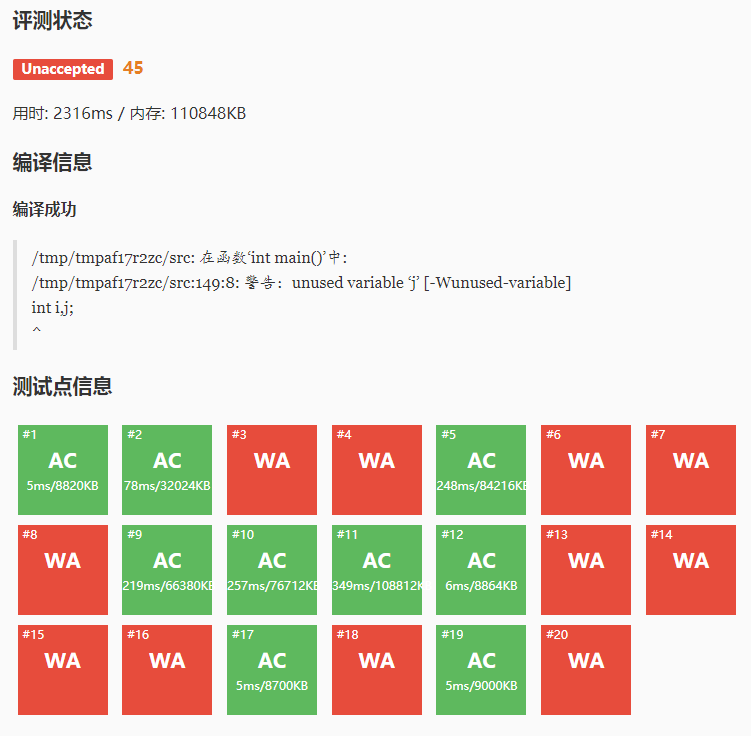 评测状态
Unaccepted 45
用时: 2316ms / 内存: 110848KB
编译信息
编译成功
/tmp/tmpaf17r2zc/src: 在函数‘int main()’中:
/tmp/tmpaf17r2zc/src:149:8: 警告：unused variable ‘j’ [-Wunused-variable]
int i,j;
^
测试点信息
#1 #2 #3 #4 #5 #6 #7
AC AC WA WA AC WA WA
5ms/8820KB 78ms/32024KB 248ms/84216KB
#8 #9 #10 #11 #12 #13 #14
WA AC AC AC AC WA WA
219ms/66380KB 257ms/76712KB 349ms/108812K 6ms/8864KB
#15 #16 #17 #18 #19 #20
WA WA AC WA AC WA
5ms/8700KB 5ms/9000KB